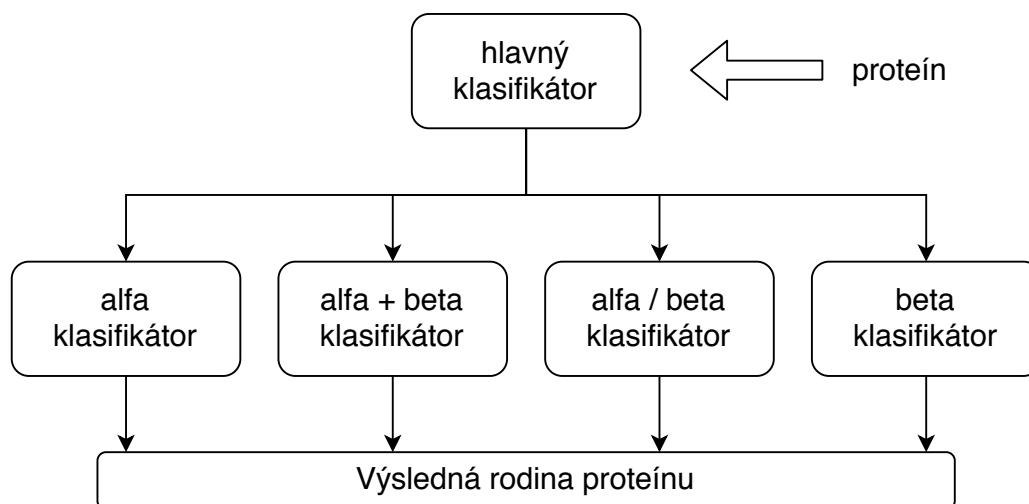 hlavný
klasifikátor
proteín
alfa
klasifikátor
alfa + beta
klasifikátor
alfa / beta
klasifikátor
beta
klasifikátor
Výsledná rodina proteínu